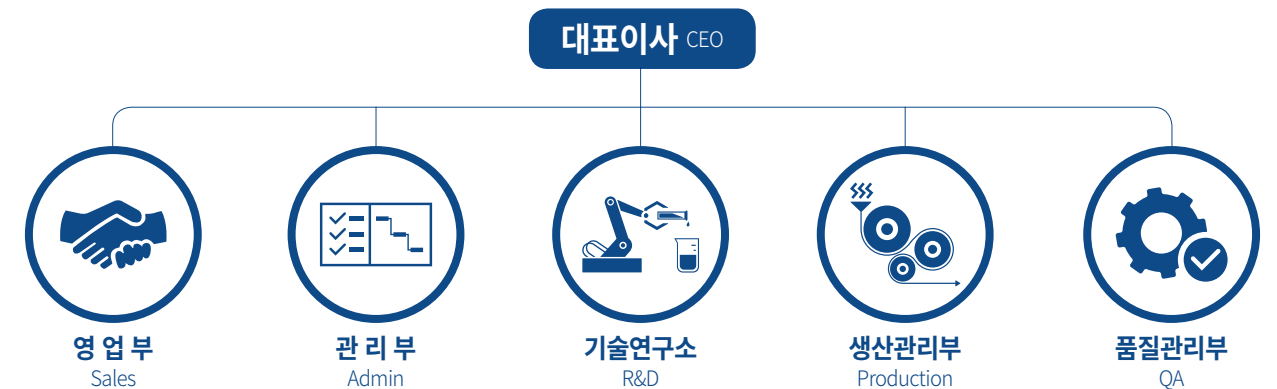 대표이사 CEO
영 업 부
Sales
관 리 부
Admin
기술연구소
R&D
생산관리부
Production
품질관리부
QA